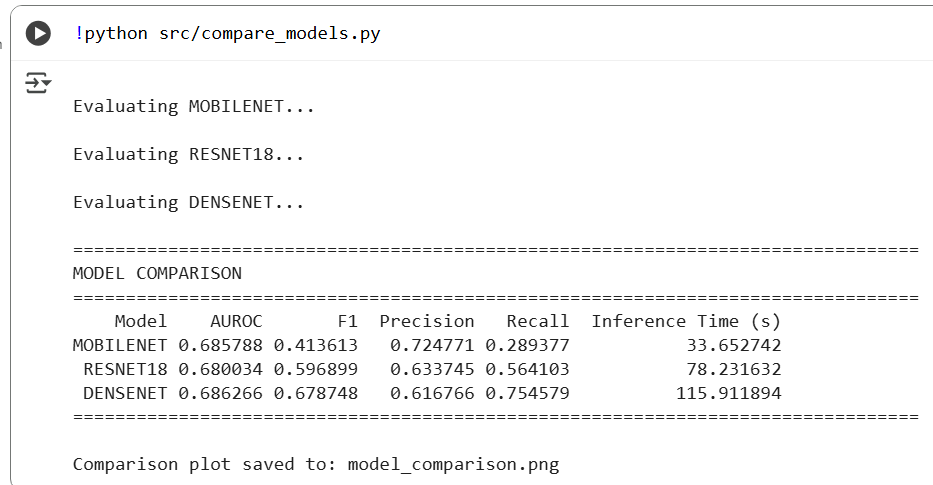 !python src/compare_models.py
Evaluating MOBILENET...
Evaluating RESNET18...
Evaluating DENSENET...
================================================================================
MODEL COMPARISON
================================================================================
    Model    AUROC       F1  Precision   Recall  Inference Time (s)
MOBILENET 0.685788 0.413613   0.724771 0.289377           33.652742
 RESNET18 0.680034 0.596899   0.633745 0.564103           78.231632
 DENSENET 0.686266 0.678748   0.616766 0.754579          115.911894
================================================================================
Comparison plot saved to: model_comparison.png